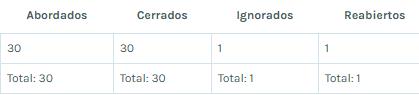 Abordados Cerrados Ignorados Reabiertos
30 30 1 1
Total: 30 Total: 30 Total: 1 Total: 1